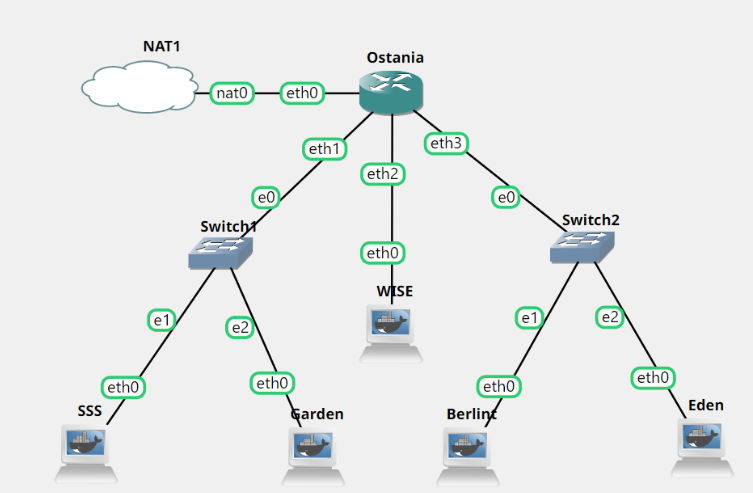 NAT1
Ostania
nat0
eth0
eth1
eth2
eth3
e0
e0
Switch1
Switch2
eth0
WISE
e1
e2
e1
e2
eth0
eth0
eth0
eth0
SSS
Garden
Berlint
Eden